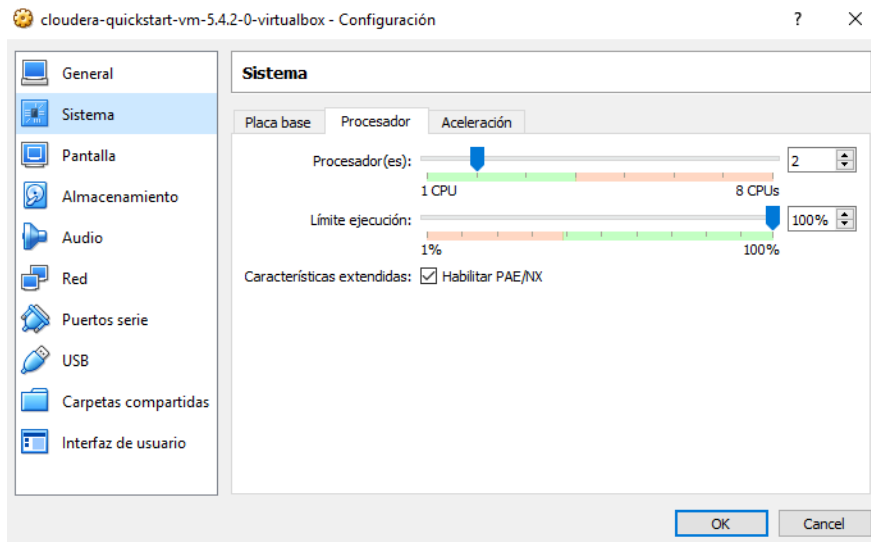 cloudera-quickstart-vm-5.4.2-0-virtualbox - Configuración
?
General
Sistema
Pantalla
Almacenamiento
Audio
Red
Puertos serie
USB
Carpetas compartidas
Interfaz de usuario
Sistema
Placa base Procesador Aceleración
Procesador(es): 2
1 CPU 8 CPUs
Límite ejecución: 100%
1% 100%
Características extendidas: Habilitar PAE/NX
OK Cancel